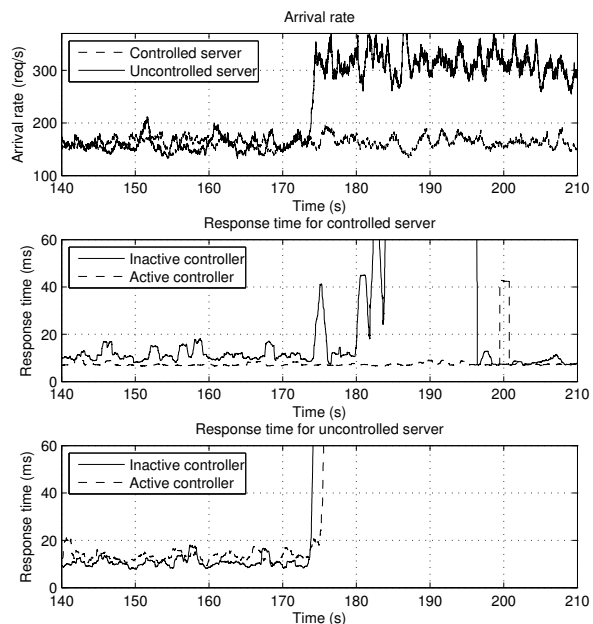 Arrival rate
Arrival rate (req/s)
Controlled server
Uncontrolled server
300
200
100
140 150 160 170 180 190 200 210
Time (s)
Response time for controlled server
Response time (ms)
Inactive controller
Active controller
60
40
20
0
140 150 160 170 180 190 200 210
Time (s)
Response time for uncontrolled server
Response time (ms)
Inactive controller
Active controller
60
40
20
0
140 150 160 170 180 190 200 210
Time (s)